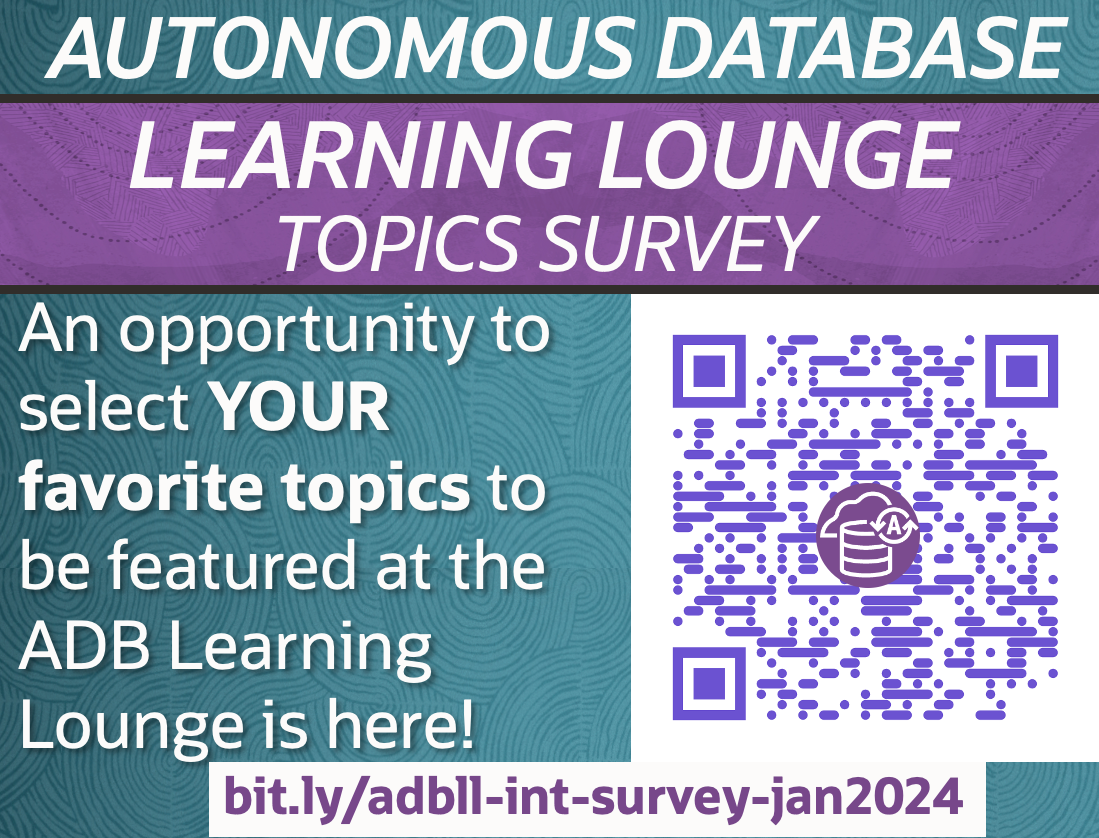 AUTONOMOUS DATABASE
LEARNING LOUNGE
TOPICS SURVEY
An opportunity to
select YOUR
favorite topics to
be featured at the
ADB Learning
Lounge is here!
A
bit.ly/adbll-int-survey-jan2024